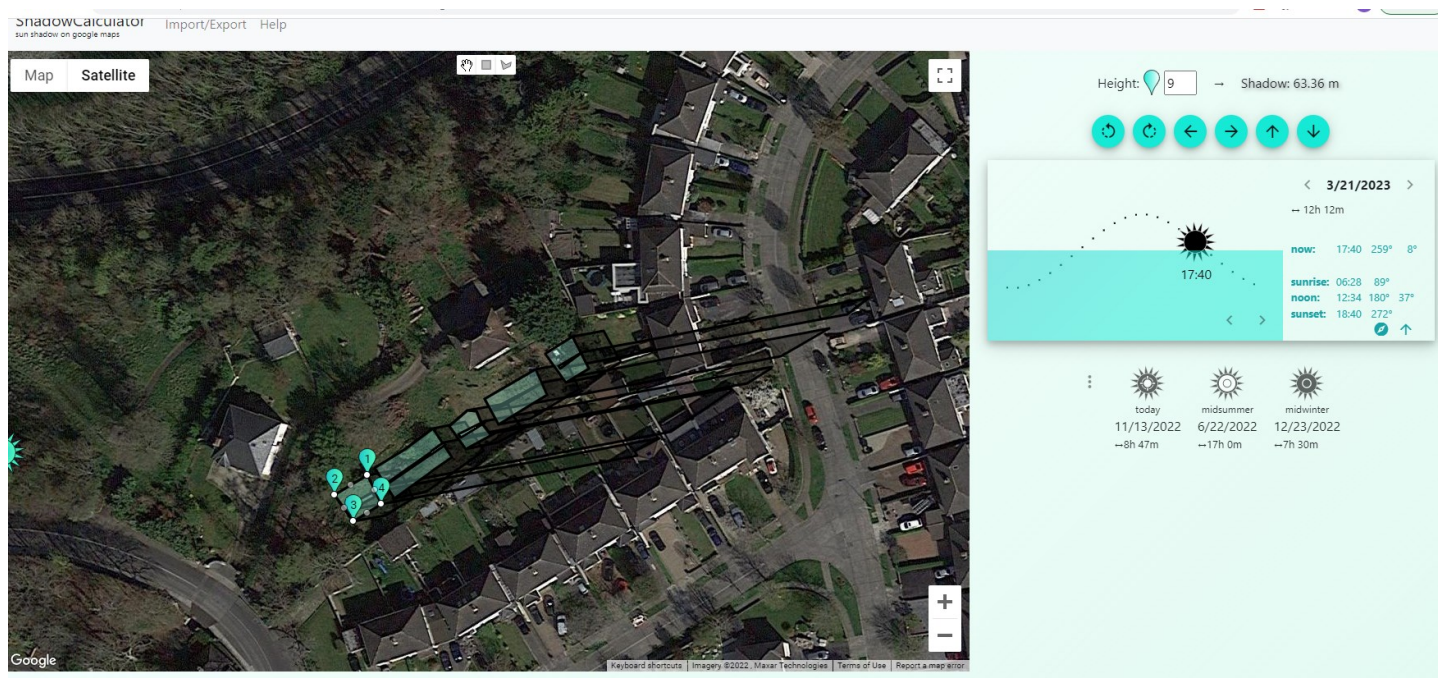 ShadowCalculator Import/Export Help
sun shadow on google maps
Map Satellite
Height: 9 → Shadow: 63.36 m
3/21/2023
↔ 12h 12m
now: 17:40 259° 8°
17:40
sunrise: 06:28 89°
noon: 12:34 180° 37°
sunset: 18:40 272°
today midsummer midwinter
11/13/2022 6/22/2022 12/23/2022
↔8h 47m ↔17h 0m ↔7h 30m
1
2
4
3
Google
Keyboard shortcuts Imagery ©2022, Maxar Technologies Terms of Use Report a map error